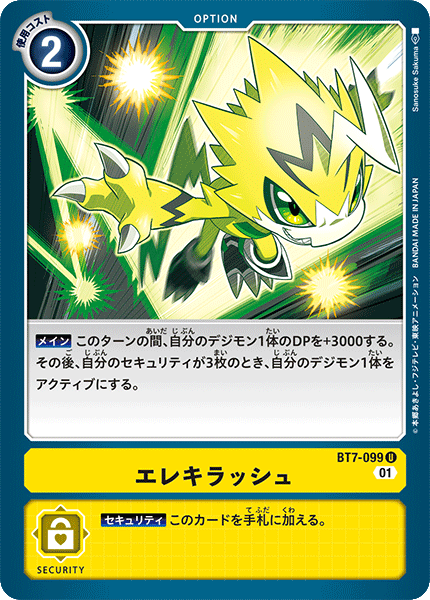 OPTION
使用コスト
2
Sanosuke Sakuma
BANDAI MADE IN JAPAN
©本郷あきよし・フジテレビ・東映アニメーション
メイン このターンの間、自分のデジモン1体のDPを+3000する。
その後、自分のセキュリティが3枚のとき、自分のデジモン1体を
アクティブにする。
BT7-099 U
エレキラッシュ
01
セキュリティ このカードを手札に加える。
SECURITY